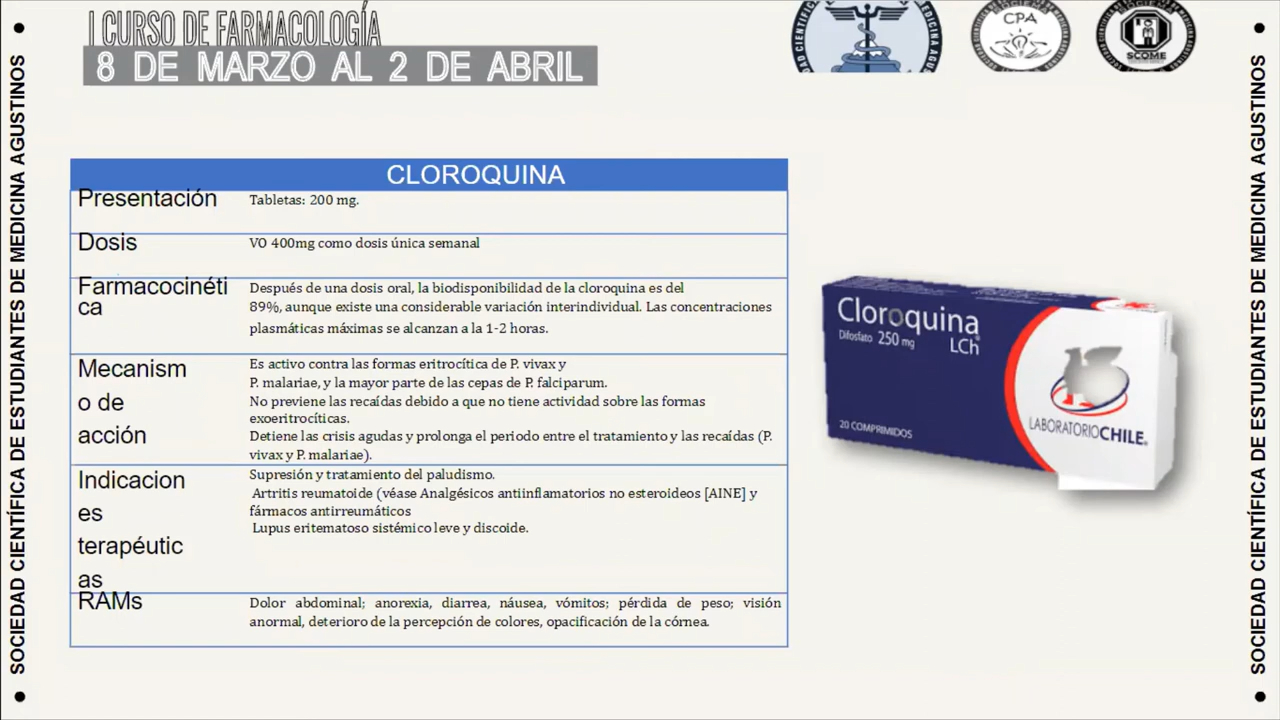 I CURSO DE FARMACOLOGÍA
8 DE MARZO AL 2 DE ABRIL
CPA
SCOME
SOCIEDAD CIENTÍFICA DE ESTUDIANTES DE MEDICINA AGUSTINOS
CLOROQUINA
Presentación
Tabletas: 200 mg.
Dosis
VO 400mg como dosis única semanal
Farmacocinéti
ca
Después de una dosis oral, la biodisponibilidad de la cloroquina es del
89%, aunque existe una considerable variación interindividual. Las concentraciones
plasmáticas máximas se alcanzan a la 1-2 horas.
Mecanism
o de
acción
Es activo contra las formas eritrocítica de P. vivax y
P. malariae, y la mayor parte de las cepas de P. falciparum.
No previene las recaídas debido a que no tiene actividad sobre las formas
exoeritrocíticas.
Detiene las crisis agudas y prolonga el periodo entre el tratamiento y las recaídas (P.
vivax y P. malariae).
Indicacion
es
terapéutic
as
Supresión y tratamiento del paludismo.
Artritis reumatoide (véase Analgésicos antiinflamatorios no esteroideos [AINE] y
fármacos antirreumáticos
Lupus eritematoso sistémico leve y discoide.
RAMs
Dolor abdominal; anorexia, diarrea, náusea, vómitos; pérdida de peso; visión
anormal, deterioro de la percepción de colores, opacificación de la córnea.
Cloroquina
Difosfato 250 mg
LCh
20 COMPRIMIDOS
LABORATORIOCHILE®
SOCIEDAD CIENTÍFICA DE ESTUDIANTES DE MEDICINA AGUSTINOS